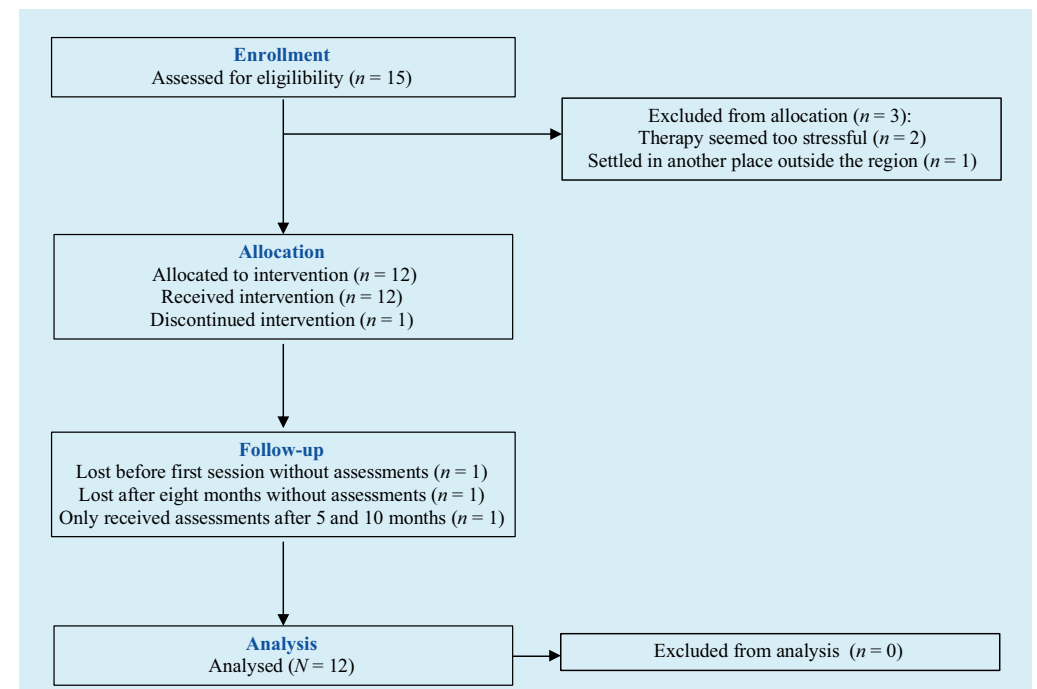 Enrollment
Assessed for eligilibility (n = 15)
Excluded from allocation (n = 3):
Therapy seemed too stressful (n = 2)
Settled in another place outside the region (n = 1)
Allocation
Allocated to intervention (n = 12)
Received intervention (n = 12)
Discontinued intervention (n = 1)
Follow-up
Lost before first session without assessments (n = 1)
Lost after eight months without assessments (n = 1)
Only received assessments after 5 and 10 months (n = 1)
Analysis
Analysed (N = 12)
Excluded from analysis (n = 0)